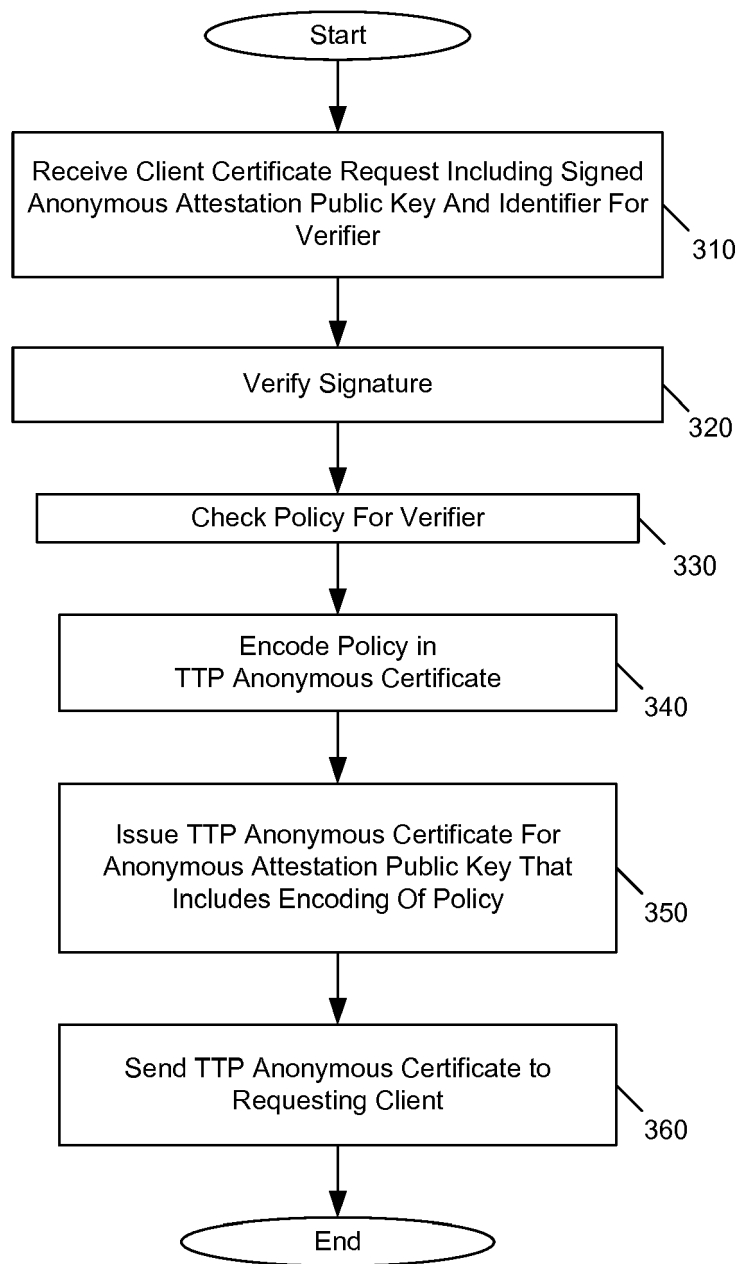 Start
Receive Client Certificate Request Including Signed
Anonymous Attestation Public Key And Identifier For
Verifier
310
Verify Signature
320
Check Policy For Verifier
330
Encode Policy in
TTP Anonymous Certificate
340
Issue TTP Anonymous Certificate For
Anonymous Attestation Public Key That
Includes Encoding Of Policy
350
Send TTP Anonymous Certificate to
Requesting Client
360
End